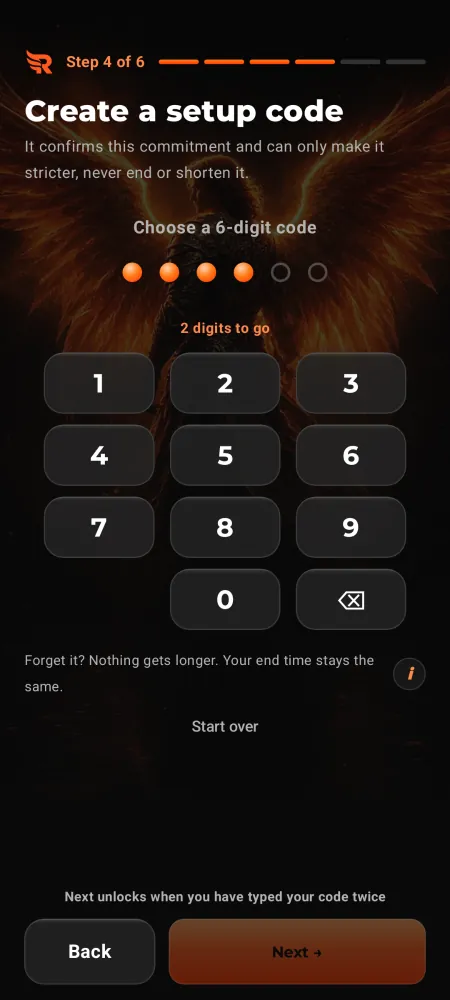 Step 4 of 6
Create a setup code
It confirms this commitment and can only make it
stricter, never end or shorten it.
Choose a 6-digit code
2 digits to go
1 2 3
4 5 6
7 8 9
0
Forget it? Nothing gets longer. Your end time stays the
same.
i
Start over
Next unlocks when you have typed your code twice
Back Next →